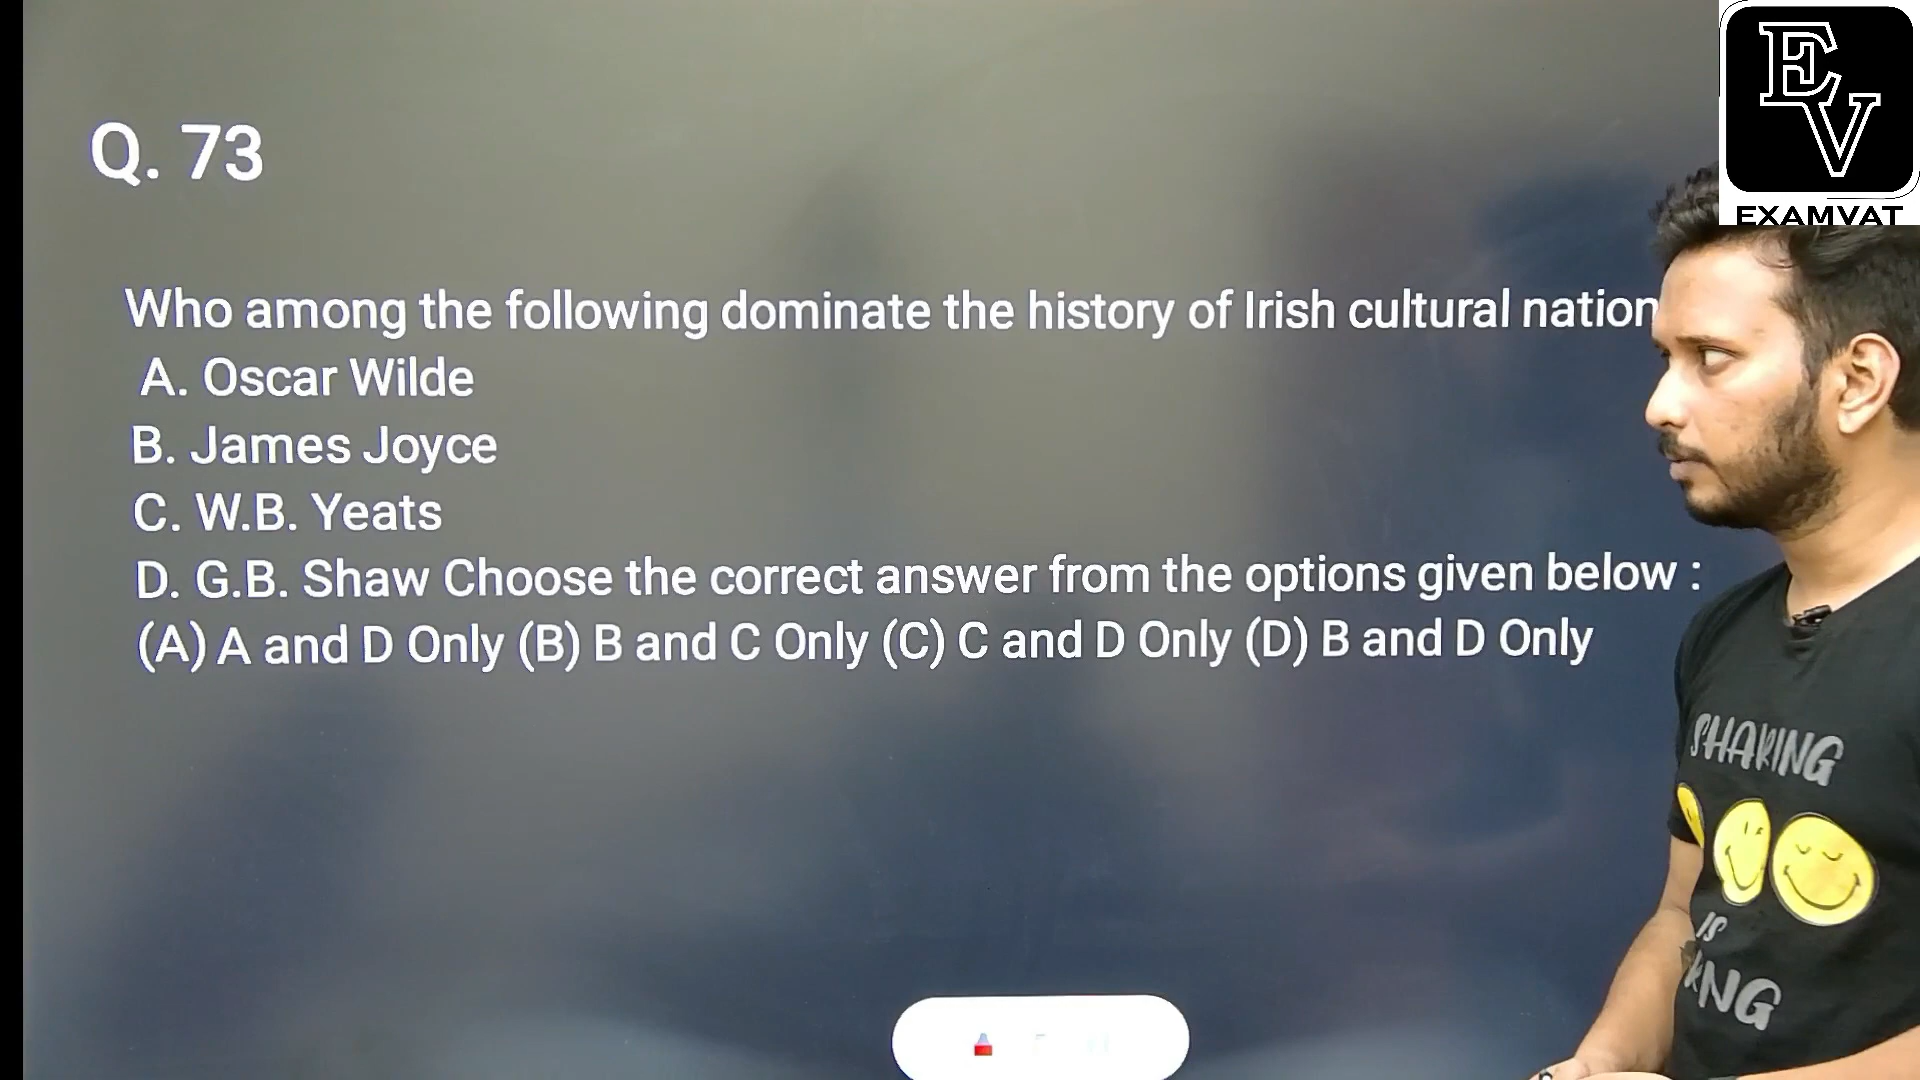 EV
EXAMVAT
Q. 73
Who among the following dominate the history of Irish cultural nation
A. Oscar Wilde
B. James Joyce
C. W.B. Yeats
D. G.B. Shaw Choose the correct answer from the options given below :
(A) A and D Only (B) B and C Only (C) C and D Only (D) B and D Only
SHARING
IS